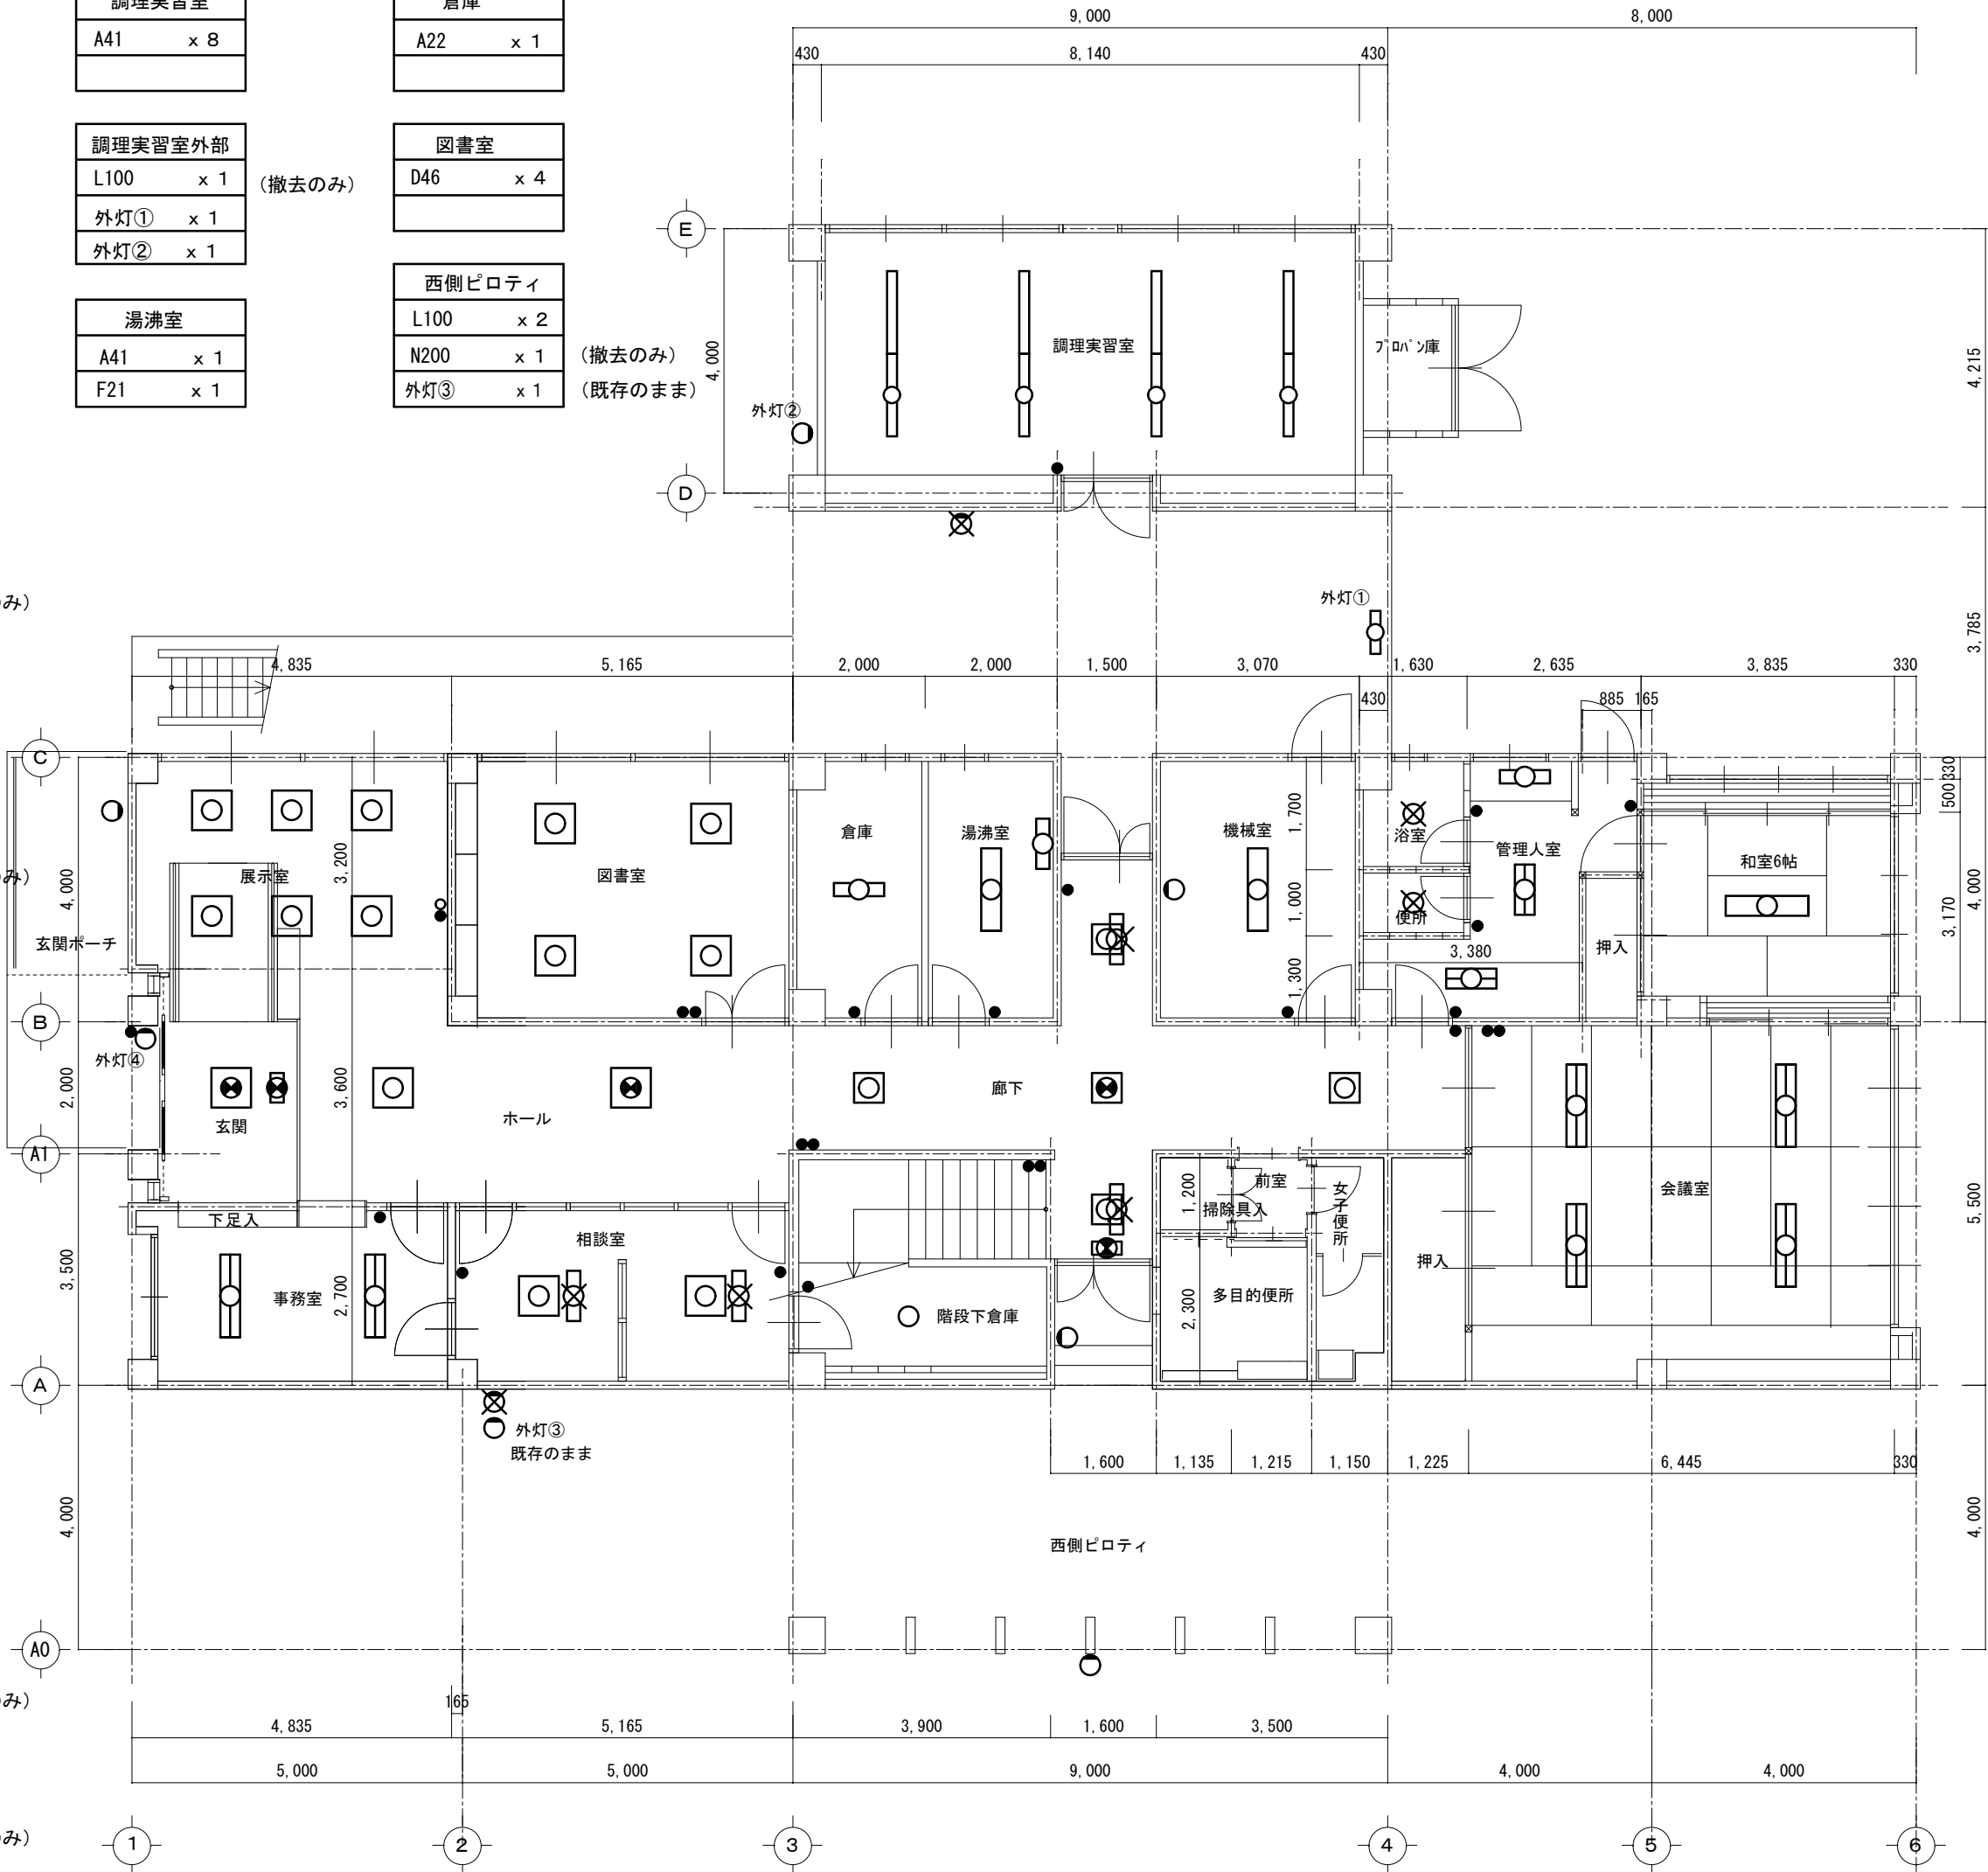 調理実習室
A41 x 8
倉庫
A22 x 1
調理実習室外部
L100 x 1 (撤去のみ)
外灯① x 1
外灯② x 1
図書室
D46 x 4
湯沸室
A41 x 1
F21 x 1
西側ピロティ
L100 x 2
N200 x 1 (撤去のみ)
外灯③ x 1 (既存のまま)
9,000
8,000
430
8,140
430
E
4,000
調理実習室
プロパン庫
4,215
外灯②
D
み)
外灯①
3,785
4,835
5,165
2,000
2,000
1,500
3,070
1,630
2,635
3,835
330
430
885
165
C
330
500
1,700
倉庫
湯沸室
機械室
浴室
管理人室
和室6帖
3,200
展示室
図書室
み)
4,000
1,000
4,000
3,170
便所
玄関ポーチ
押入
3,380
1,300
B
外灯④
2,000
3,600
廊下
玄関
ホール
A1
前室
1,200
女子便所
会議室
掃除具入
下足入
5,500
相談室
3,500
押入
事務室
2,700
多目的便所
2,300
階段下倉庫
A
外灯③
既存のまま
1,600
1,135
1,215
1,150
1,225
6,445
330
4,000
4,000
西側ピロティ
A0
み)
165
4,835
5,165
3,900
1,600
3,500
5,000
5,000
9,000
4,000
4,000
み)
1
2
3
4
5
6